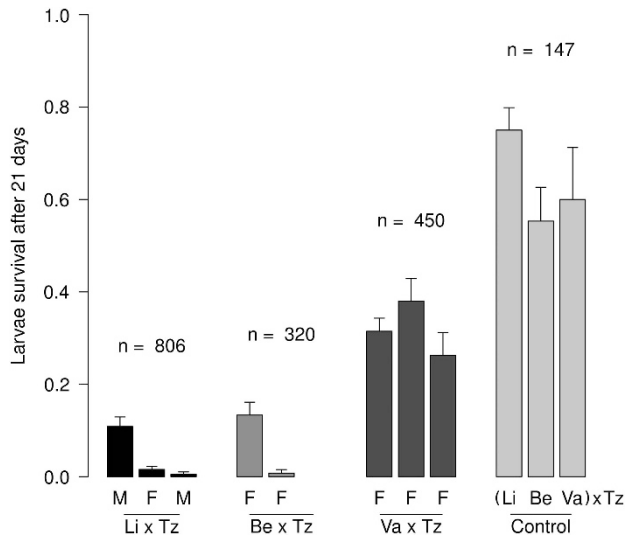 Larvae survival after 21 days
1.0
0.8
0.6
0.4
0.2
0.0
n = 806
n = 320
n = 450
n = 147
M F M F F F F F (Li Be Va) x Tz
Li x Tz Be x Tz Va x Tz Control